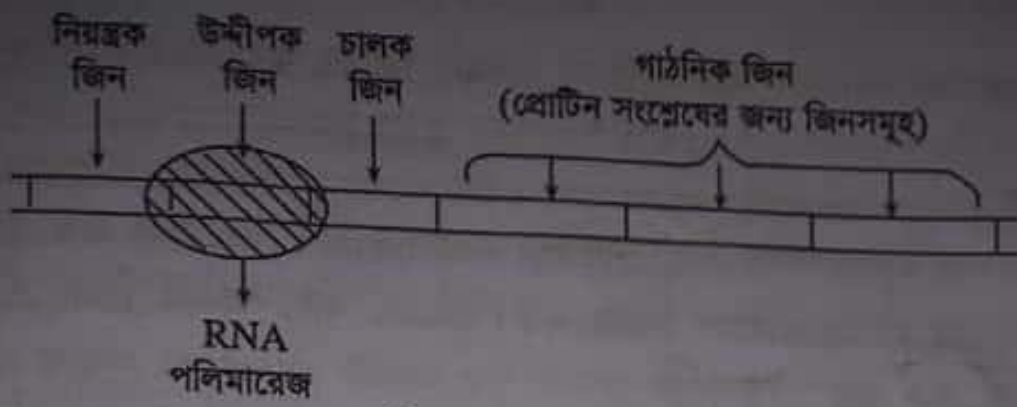 নিয়ন্ত্রক
জিন
উদ্দীপক
জিন
চালক
জিন
গাঠনিক জিন
(প্রোটিন সংশ্লেষের জন্য জিনসমূহ)
RNA
পলিমারেজ